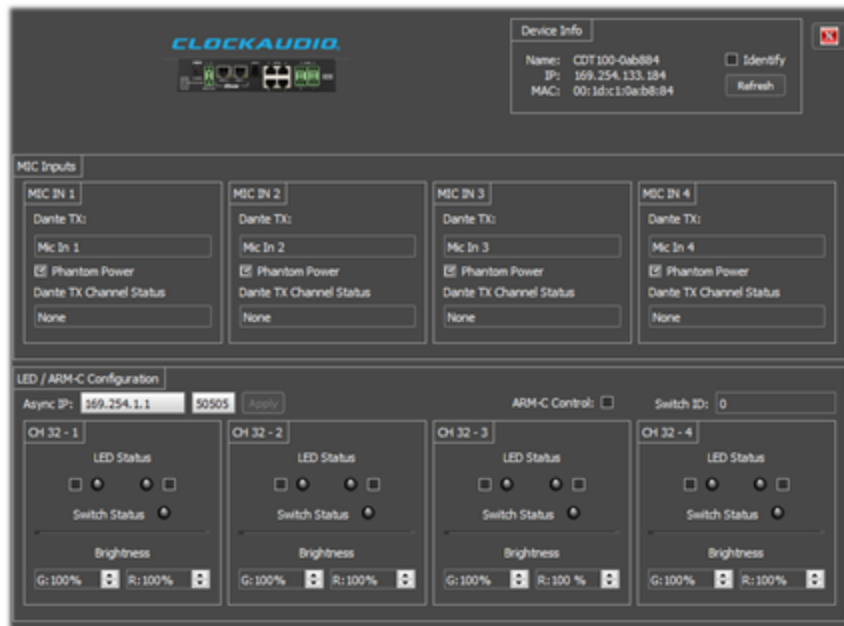 CLOCKAUDIO.
Device Info
Name: CDT100-0ab884
Identify
IP: 169.254.133.184
MAC: 00:1d:c1:0a:b8:84
Refresh
X
MIC Inputs
MIC IN 1
MIC IN 2
MIC IN 3
MIC IN 4
Dante TX:
Dante TX:
Dante TX:
Dante TX:
Mic In 1
Mic In 2
Mic In 3
Mic In 4
Phantom Power
Phantom Power
Phantom Power
Phantom Power
Dante TX Channel Status
Dante TX Channel Status
Dante TX Channel Status
Dante TX Channel Status
None
None
None
None
LED / ARM-C Configuration
Async IP: 169.254.1.1 50505 Apply
ARM-C Control:
Switch ID: 0
CH 32 - 1
CH 32 - 2
CH 32 - 3
CH 32 - 4
LED Status
LED Status
LED Status
LED Status
Switch Status
Switch Status
Switch Status
Switch Status
Brightness
Brightness
Brightness
Brightness
G:100% R:100%
G:100% R:100%
G:100% R:100 %
G:100% R:100%